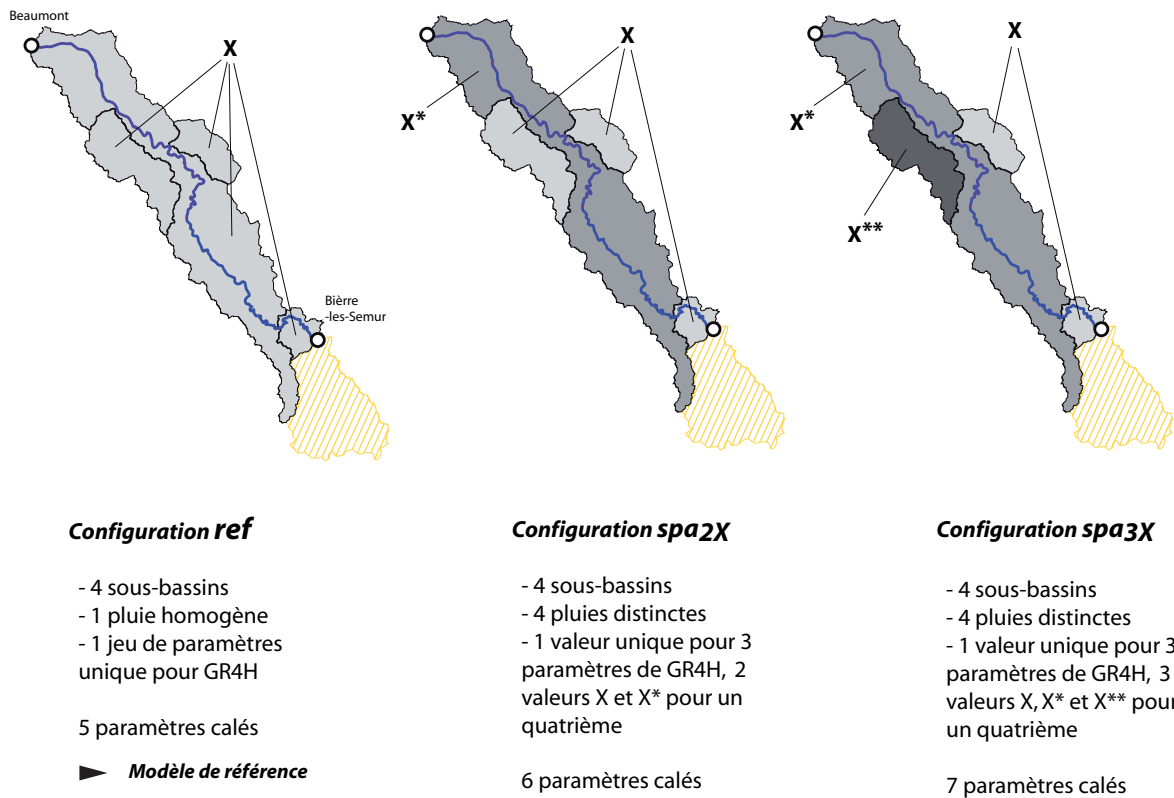 Beaumont
X
X
X
X*
X*
X**
Bièrre
-les-Semur
Configuration ref
- 4 sous-bassins
- 1 pluie homogène
- 1 jeu de paramètres
unique pour GR4H
5 paramètres calés
Modèle de référence
Configuration spa2X
- 4 sous-bassins
- 4 pluies distinctes
- 1 valeur unique pour 3
paramètres de GR4H, 2
valeurs X et X* pour un
quatrième
6 paramètres calés
Configuration spa3X
- 4 sous-bassins
- 4 pluies distinctes
- 1 valeur unique pour 3
paramètres de GR4H, 3
valeurs X, X* et X** pour
un quatrième
7 paramètres calés